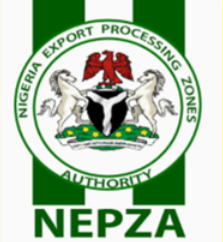 NIGERIA EXPORT PROCESSING ZONES
AUTHORITY
NEPZA